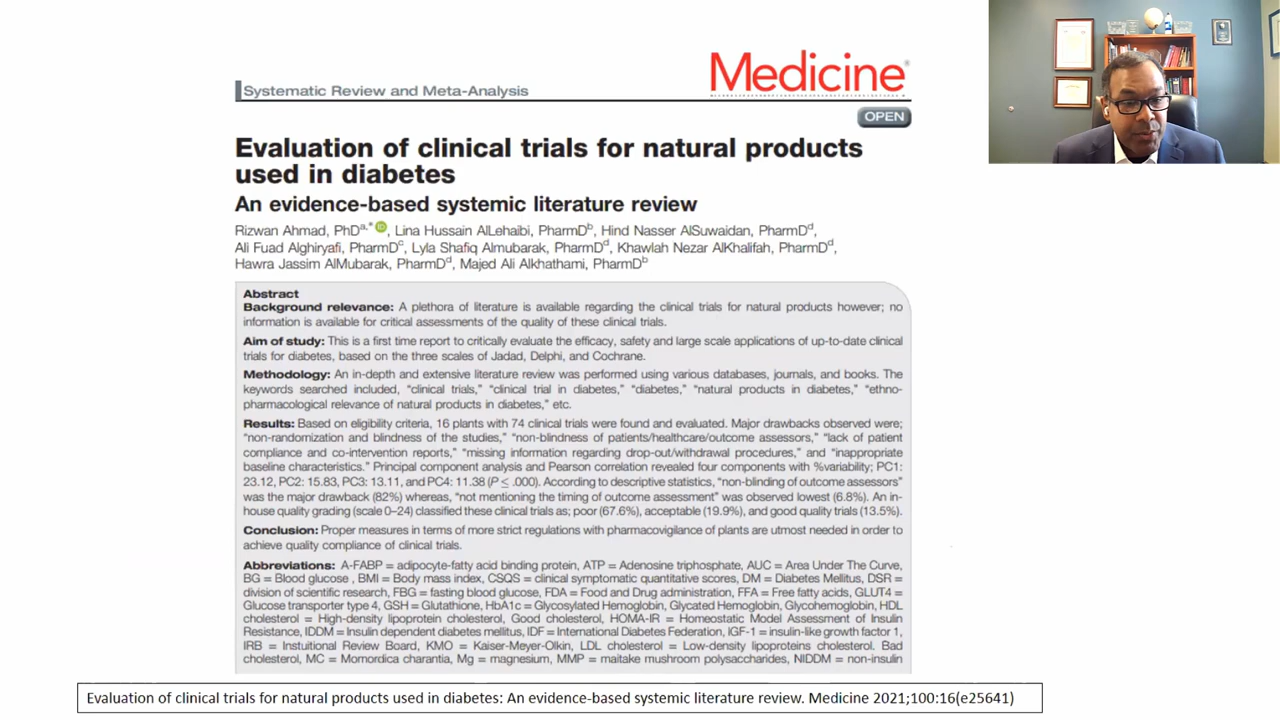 Medicine®
Systematic Review and Meta-Analysis
OPEN
Evaluation of clinical trials for natural products
used in diabetes
An evidence-based systemic literature review
Rizwan Ahmad, PhDa,*, Lina Hussain AlLehaibi, PharmDb, Hind Nasser AlSuwaidan, PharmDd,
Ali Fuad Alghiryafi, PharmDc, Lyla Shafiq Almubarak, PharmDd, Khawlah Nezar AlKhalifah, PharmDd,
Hawra Jassim AlMubarak, PharmDd, Majed Ali Alkhathami, PharmDb
Abstract
Background relevance: A plethora of literature is available regarding the clinical trials for natural products however; no
information is available for critical assessments of the quality of these clinical trials.
Aim of study: This is a first time report to critically evaluate the efficacy, safety and large scale applications of up-to-date clinical
trials for diabetes, based on the three scales of Jadad, Delphi, and Cochrane.
Methodology: An in-depth and extensive literature review was performed using various databases, journals, and books. The
keywords searched included, “clinical trials,” “clinical trial in diabetes,” “diabetes,” “natural products in diabetes,” “ethno-
pharmacological relevance of natural products in diabetes,” etc.
Results: Based on eligibility criteria, 16 plants with 74 clinical trials were found and evaluated. Major drawbacks observed were;
“non-randomization and blindness of the studies,” “non-blindness of patients/healthcare/outcome assessors,” “lack of patient
compliance and co-intervention reports,” “missing information regarding drop-out/withdrawal procedures,” and “inappropriate
baseline characteristics.” Principal component analysis and Pearson correlation revealed four components with %variability; PC1:
23.12, PC2: 15.83, PC3: 13.11, and PC4: 11.38 (P ≤ .000). According to descriptive statistics, “non-blinding of outcome assessors”
was the major drawback (82%) whereas, “not mentioning the timing of outcome assessment” was observed lowest (6.8%). An in-
house quality grading (scale 0–24) classified these clinical trials as; poor (67.6%), acceptable (19.9%), and good quality trials (13.5%).
Conclusion: Proper measures in terms of more strict regulations with pharmacovigilance of plants are utmost needed in order to
achieve quality compliance of clinical trials.
Abbreviations: A-FABP = adipocyte-fatty acid binding protein, ATP = Adenosine triphosphate, AUC = Area Under The Curve,
BG = Blood glucose , BMI = Body mass index, CSQS = clinical symptomatic quantitative scores, DM = Diabetes Mellitus, DSR =
division of scientific research, FBG = fasting blood glucose, FDA = Food and Drug administration, FFA = Free fatty acids, GLUT4 =
Glucose transporter type 4, GSH = Glutathione, HbA1c = Glycosylated Hemoglobin, Glycated Hemoglobin, Glycohemoglobin, HDL
cholesterol = High-density lipoprotein cholesterol, Good cholesterol, HOMA-IR = Homeostatic Model Assessment of Insulin
Resistance, IDDM = Insulin dependent diabetes mellitus, IDF = International Diabetes Federation, IGF-1 = insulin-like growth factor 1,
IRB = Instuitional Review Board, KMO = Kaiser-Meyer-Olkin, LDL cholesterol = Low-density lipoproteins cholesterol. Bad
cholesterol, MC = Momordica charantia, Mg = magnesium, MMP = maitake mushroom polysaccharides, NIDDM = non-insulin
Evaluation of clinical trials for natural products used in diabetes: An evidence-based systemic literature review. Medicine 2021;100:16(e25641)